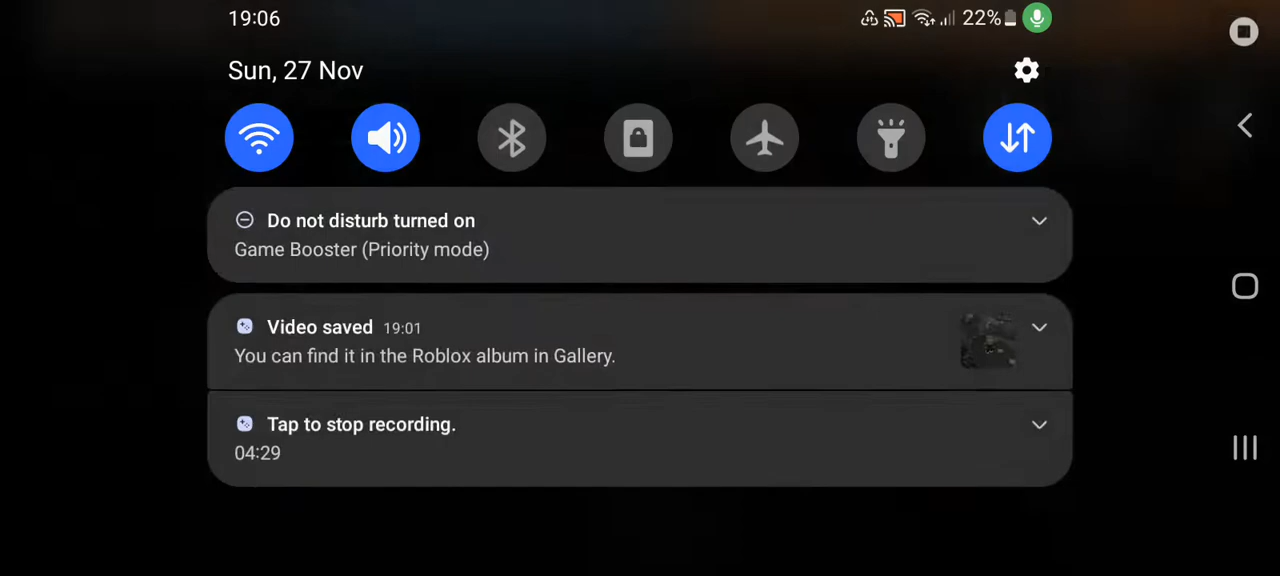 19:06
22%
Sun, 27 Nov
Do not disturb turned on
Game Booster (Priority mode)
Video saved 19:01
You can find it in the Roblox album in Gallery.
Tap to stop recording.
04:29